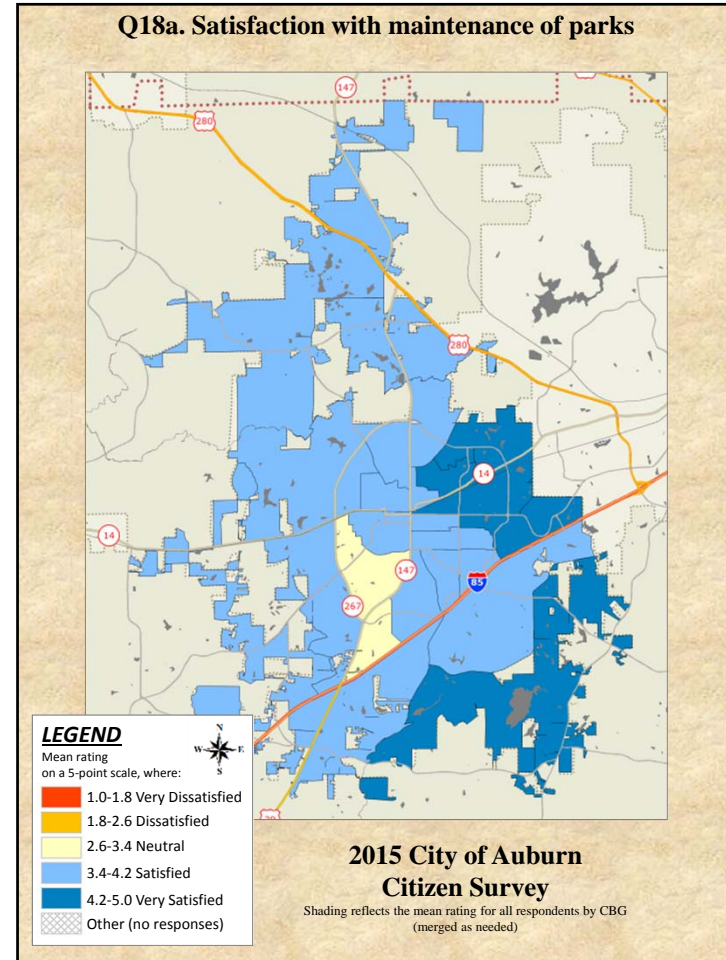 Q18a. Satisfaction with maintenance of parks
147
280
280
14
14
147
85
267
LEGEND
N
W E
S
Mean rating
on a 5-point scale, where:
1.0-1.8 Very Dissatisfied
1.8-2.6 Dissatisfied
2.6-3.4 Neutral
3.4-4.2 Satisfied
4.2-5.0 Very Satisfied
Other (no responses)
2015 City of Auburn
Citizen Survey
Shading reflects the mean rating for all respondents by CBG
(merged as needed)